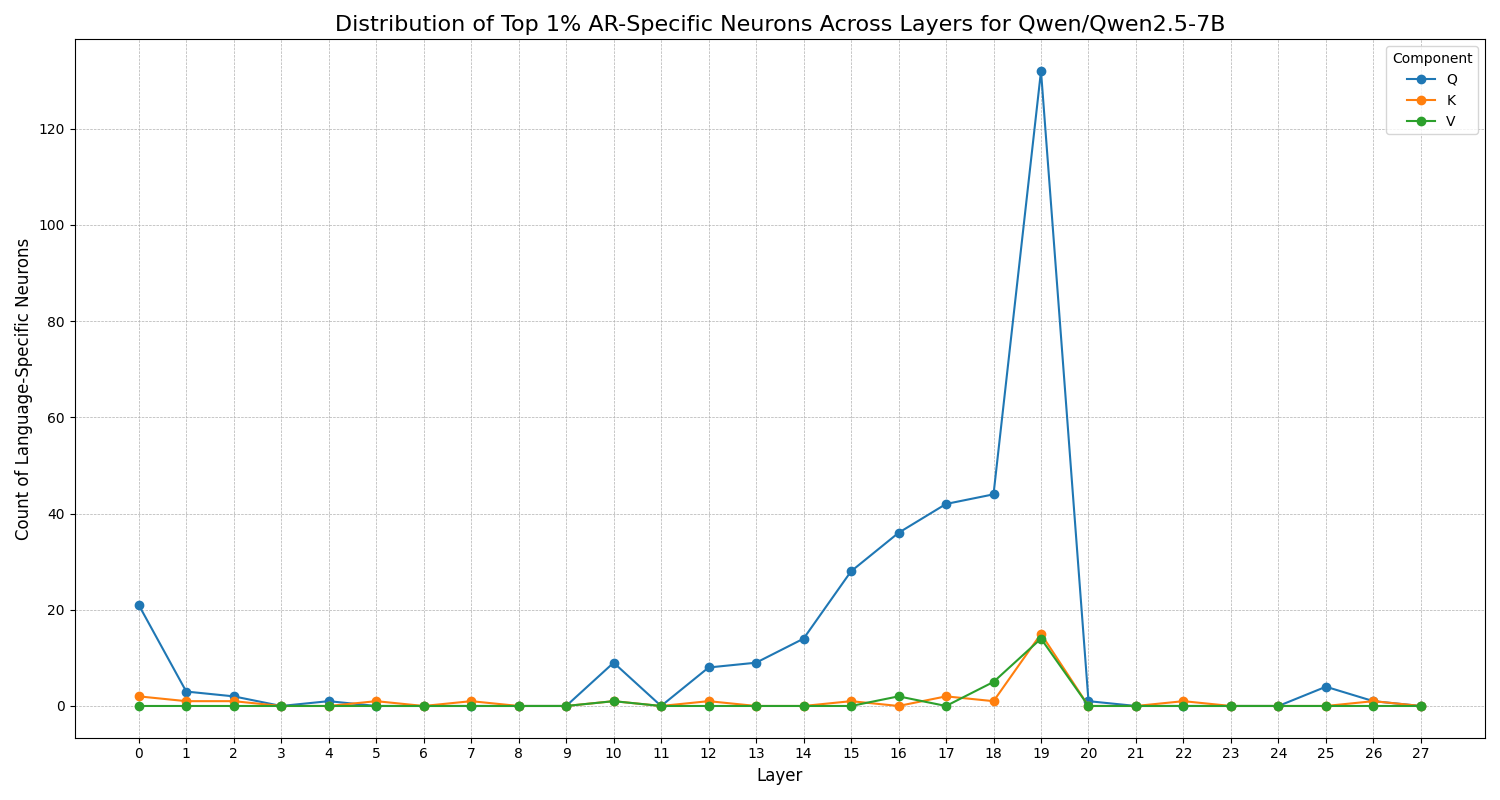 Distribution of Top 1% AR-Specific Neurons Across Layers for Qwen/Qwen2.5-7B
Component
Q
K
V
Count of Language-Specific Neurons
120
100
80
60
40
20
0
0 1 2 3 4 5 6 7 8 9 10 11 12 13 14 15 16 17 18 19 20 21 22 23 24 25 26 27
Layer